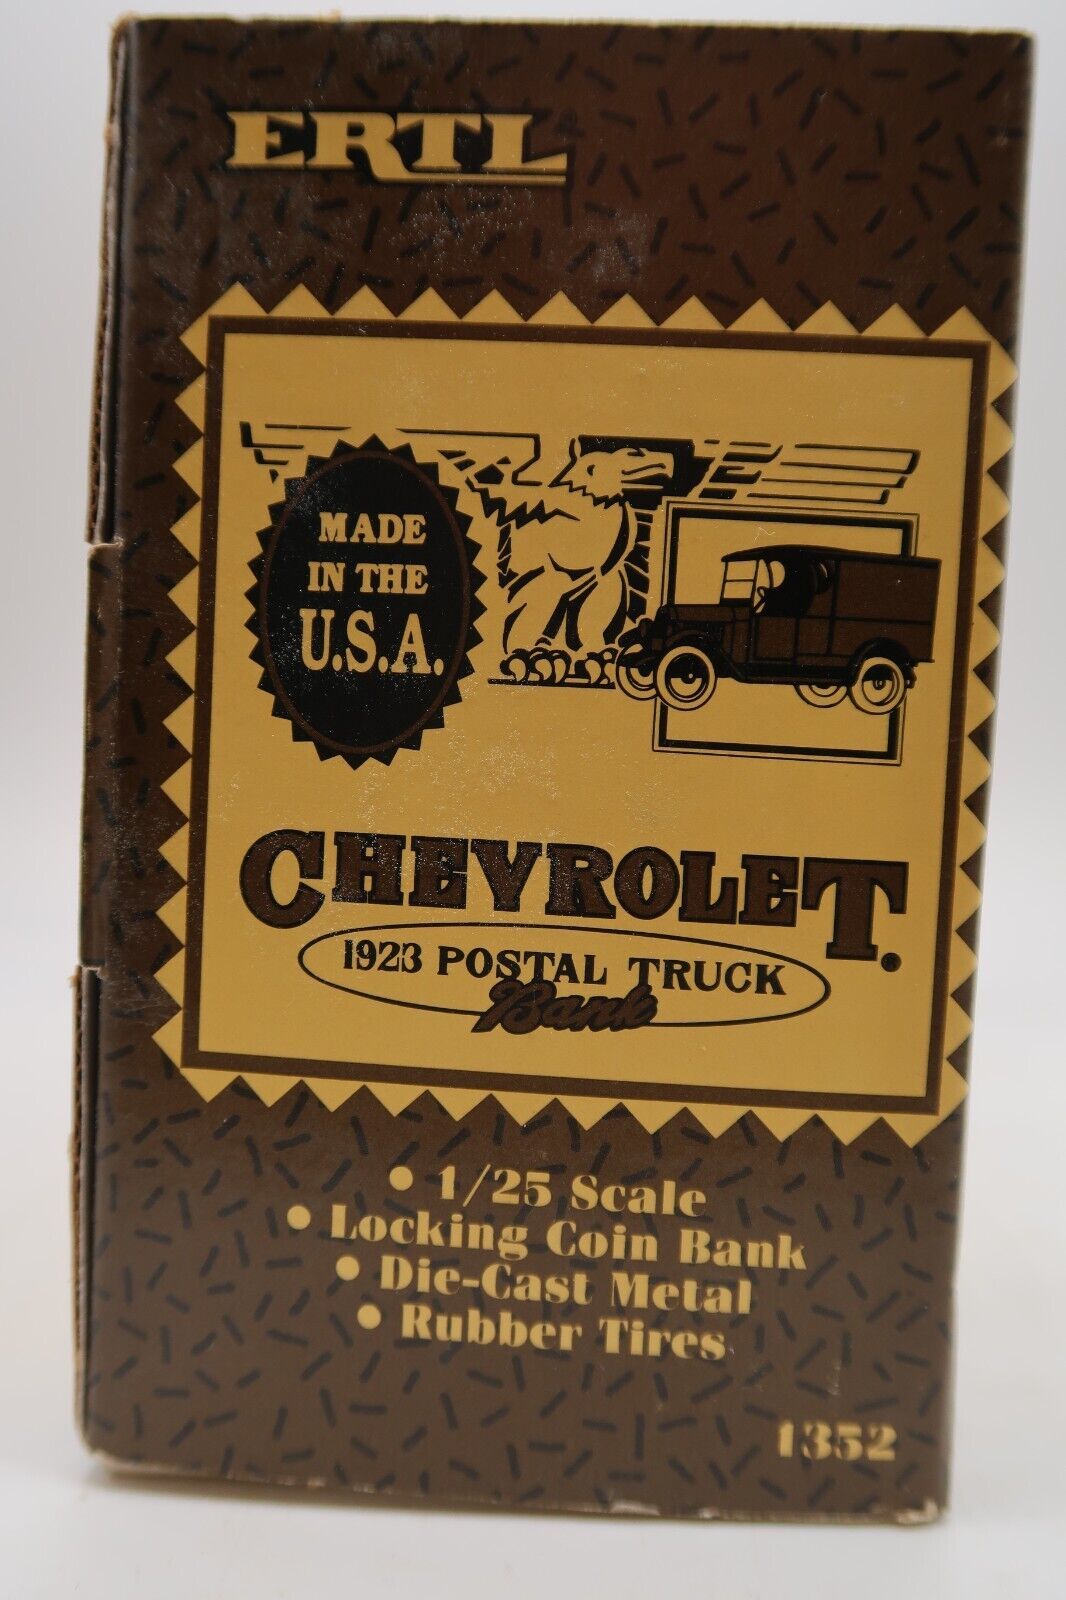 ERTL
MADE
IN THE
U.S.A.
CHEVROLET®
1923 POSTAL TRUCK
Bank
• 1/25 Scale
• Locking Coin Bank
• Die-Cast Metal
• Rubber Tires
1352